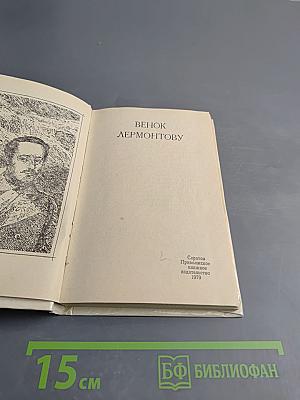 ВЕНОК
ЛЕРМОНТОВУ
Саратов
Приволжское
книжное
издательство
1979
15 см
БФ БИБЛИОФАН